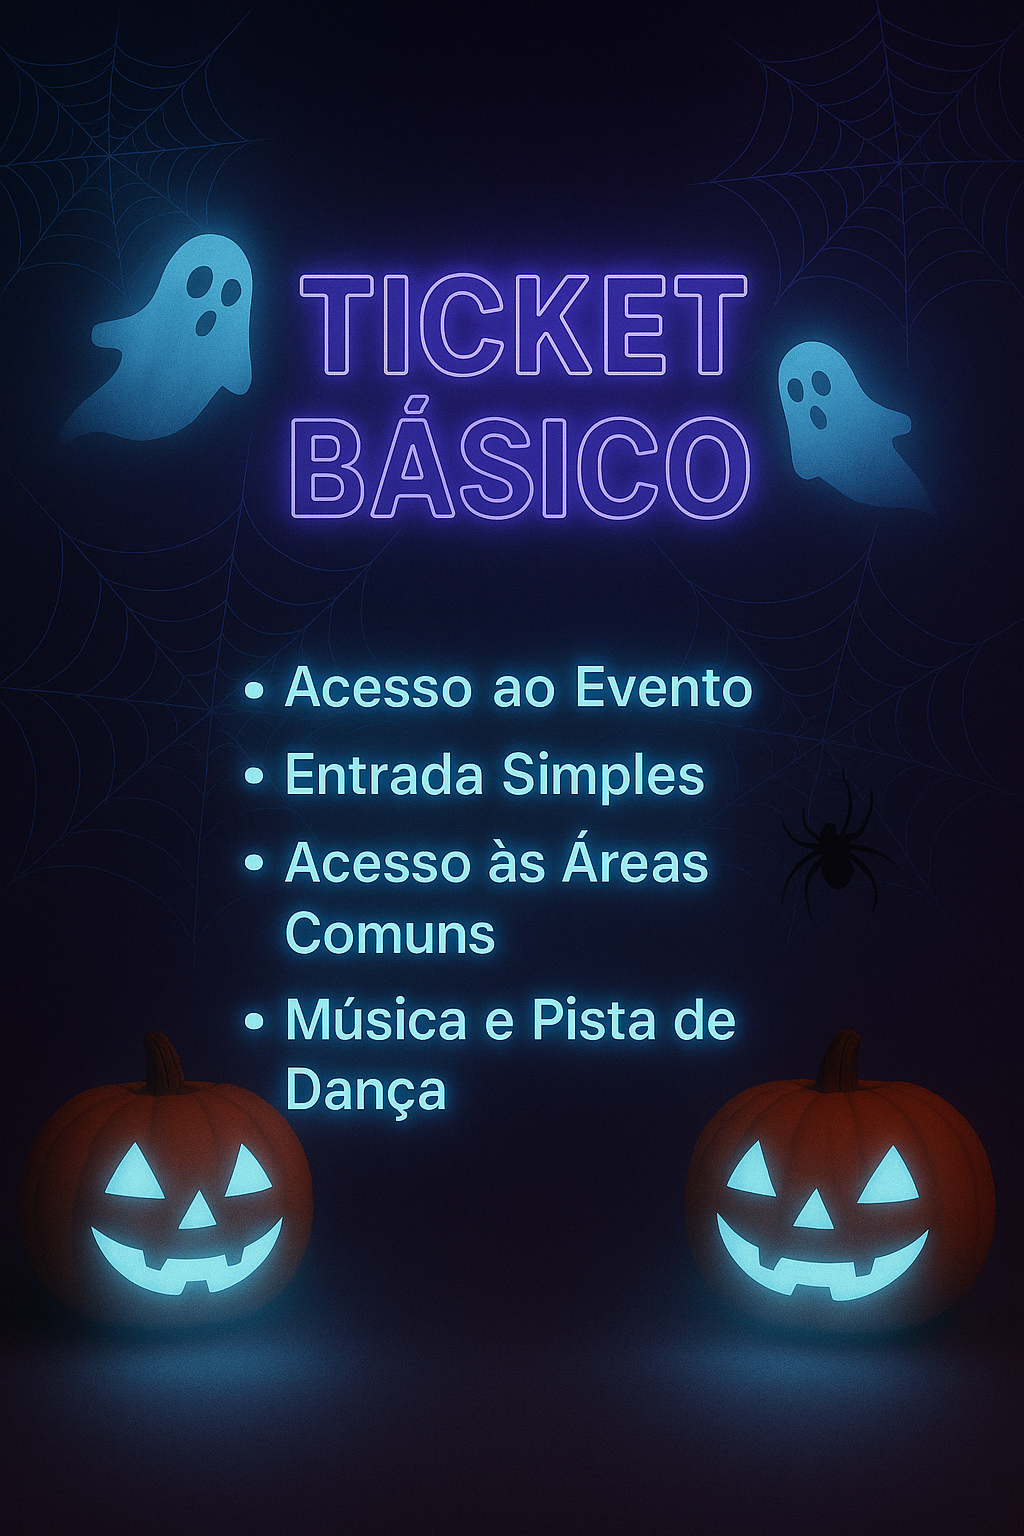 TICKET
BÁSICO
• Acesso ao Evento
• Entrada Simples
• Acesso às Áreas
Comuns
• Música e Pista de
Dança